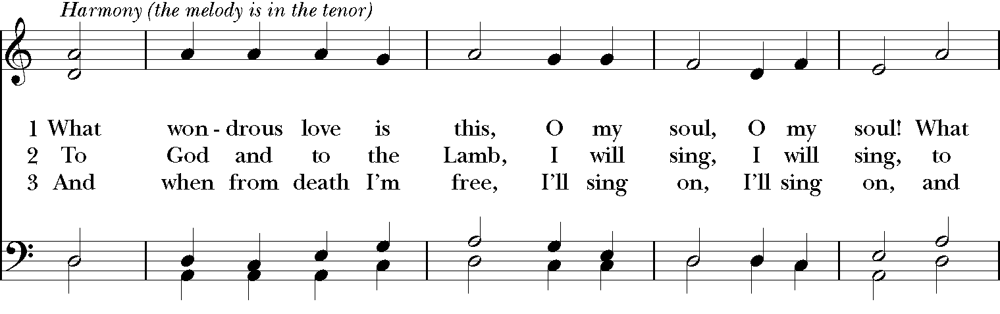 Harmony (the melody is in the tenor)
1 What won - drous love is this, O my soul, O my soul! What
2 To God and to the Lamb, I will sing, I will sing, to
3 And when from death I'm free, I'll sing on, I'll sing on, and